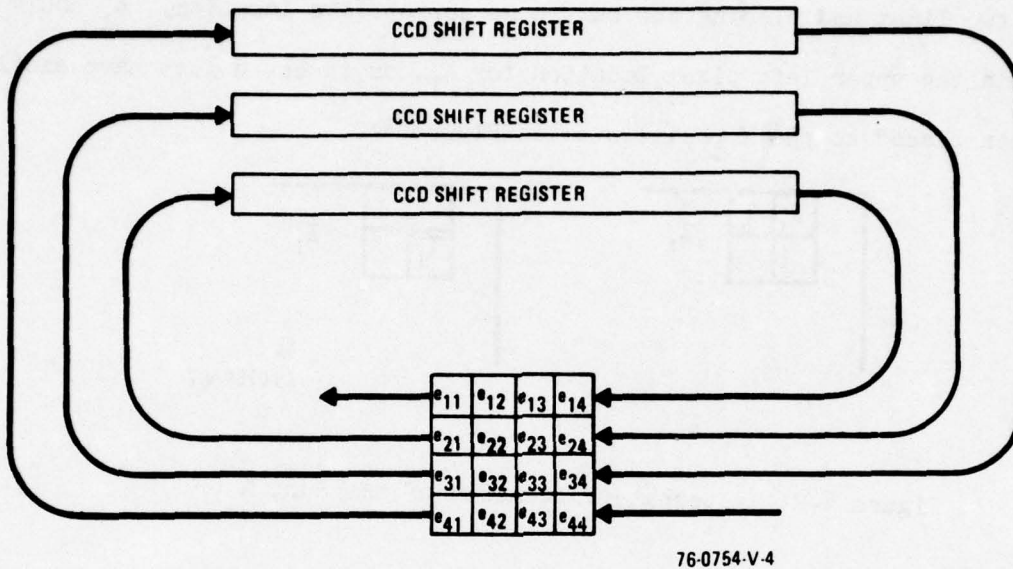 CCD SHIFT REGISTER
CCD SHIFT REGISTER
CCD SHIFT REGISTER
e11 e12 e13 e14
e21 e22 e23 e24
e31 e32 e33 e34
e41 e42 e43 e44
76-0754-V-4